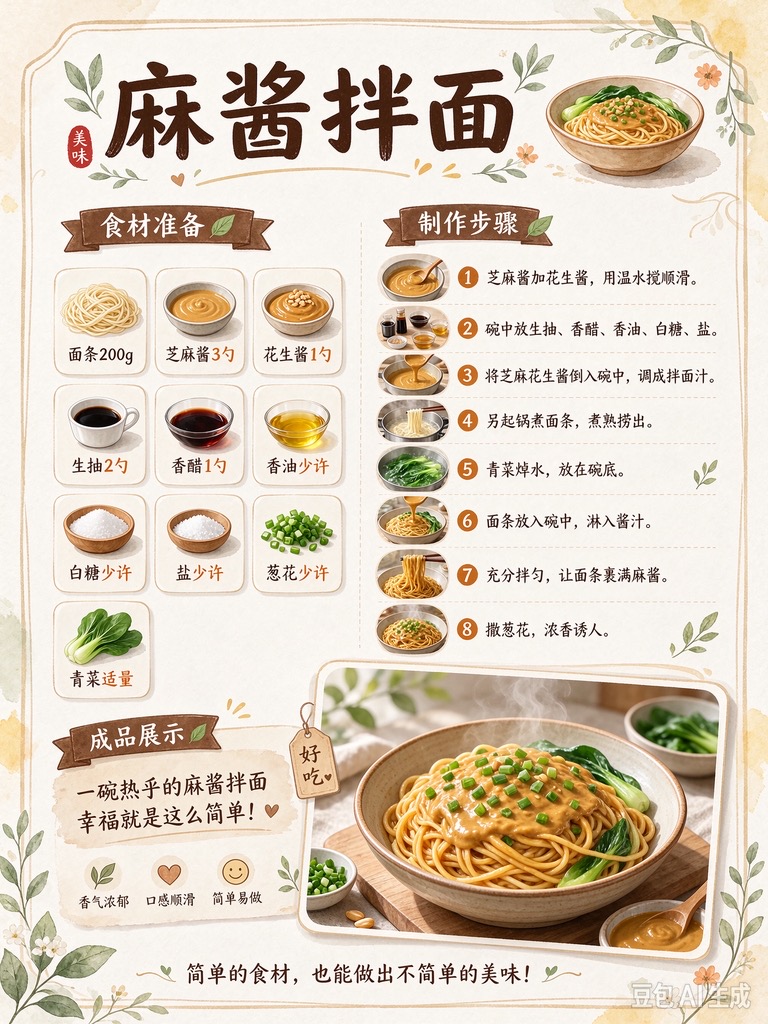 麻酱拌面
美味
食材准备
面条200g
芝麻酱3勺
花生酱1勺
生抽2勺
香醋1勺
香油少许
白糖少许
盐少许
葱花少许
青菜适量
制作步骤
1 芝麻酱加花生酱，用温水搅顺滑。
2 碗中放生抽、香醋、香油、白糖、盐。
3 将芝麻花生酱倒入碗中，调成拌面汁。
4 另起锅煮面条，煮熟捞出。
5 青菜焯水，放在碗底。
6 面条放入碗中，淋入酱汁。
7 充分拌匀，让面条裹满麻酱。
8 撒葱花，浓香诱人。
成品展示
一碗热乎的麻酱拌面
幸福就是这么简单！
香气浓郁
口感顺滑
简单易做
好吃
简单的食材，也能做出不简单的美味！
豆包AI生成